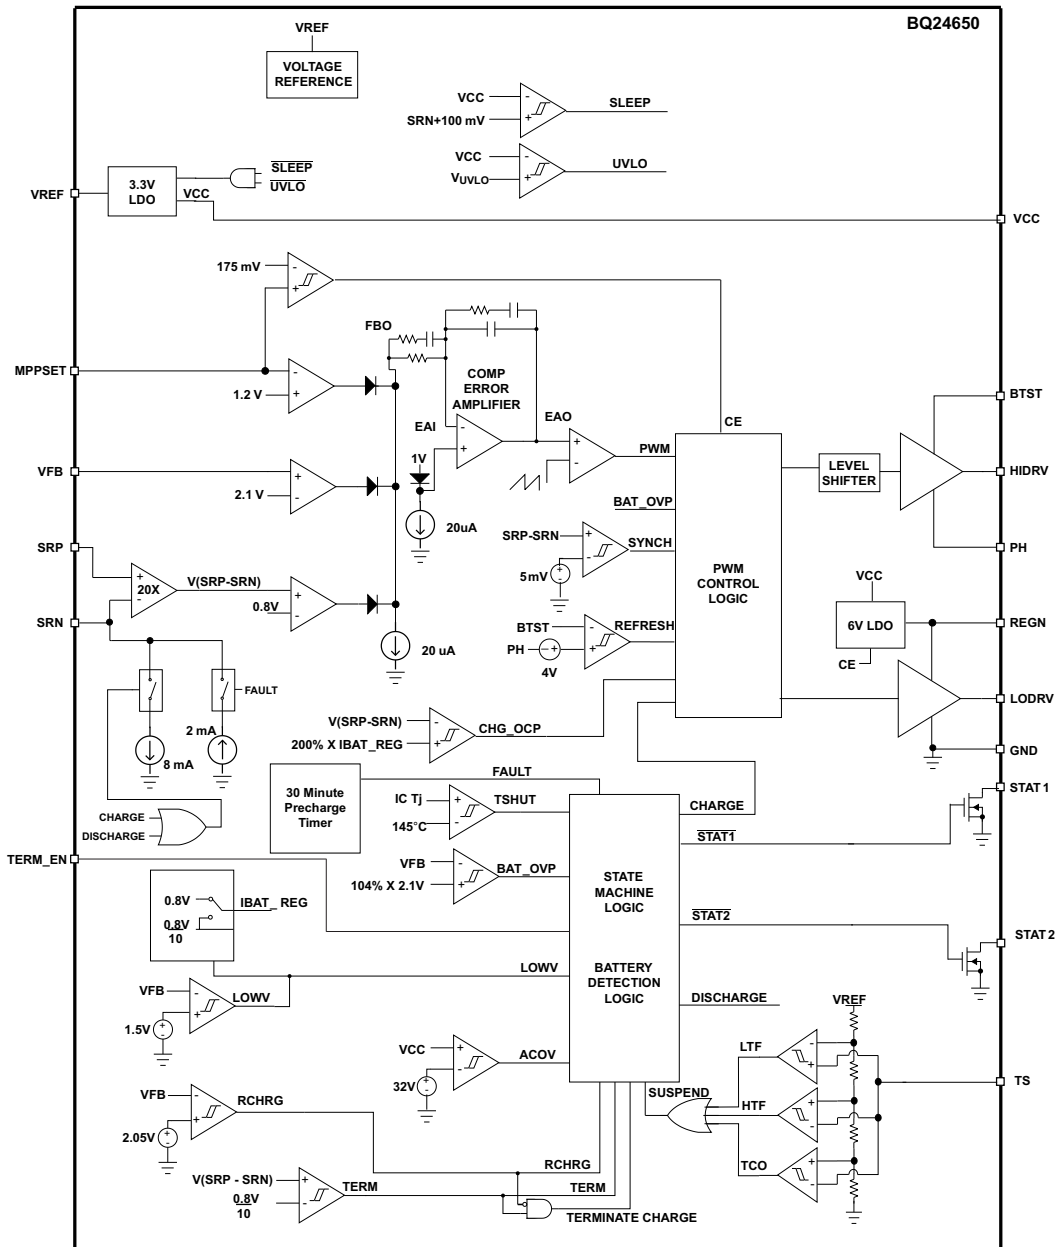 BQ24650
VREF
VOLTAGE
REFERENCE
VCC
SRN+100 mV
SLEEP
VCC
VUVLO
UVLO
VREF
3.3V
LDO
SLEEP
UVLO
VCC
VCC
175 mV
FBO
MPPSET
1.2 V
COMP
ERROR
AMPLIFIER
EAI
EAO
CE
BTST
VFB
2.1 V
1V
20uA
PWM
LEVEL
SHIFTER
HIDRV
BAT_OVP
SRP-SRN
SYNCH
5mV
PH
SRP
20X
V(SRP-SRN)
0.8V
SRN
20 uA
PWM
CONTROL
LOGIC
BTST
REFRESH
PH
4V
VCC
6V LDO
CE
REGN
LODRV
GND
FAULT
2 mA
8 mA
V(SRP-SRN)
200% X IBAT_REG
CHG_OCP
CHARGE
DISCHARGE
30 Minute
Precharge
Timer
FAULT
IC Tj
145°C
TSHUT
CHARGE
STAT1
STAT1
TERM_EN
VFB
104% X 2.1V
BAT_OVP
STATE
MACHINE
LOGIC
BATTERY
DETECTION
LOGIC
0.8V
0.8V
10
IBAT_ REG
STAT2
STAT2
LOWV
VFB
LOWV
1.5V
DISCHARGE
VREF
VCC
32V
ACOV
LTF
HTF
TCO
TS
SUSPEND
VFB
2.05V
RCHRG
RCHRG
V(SRP - SRN)
0.8V
10
TERM
TERM
TERMINATE CHARGE